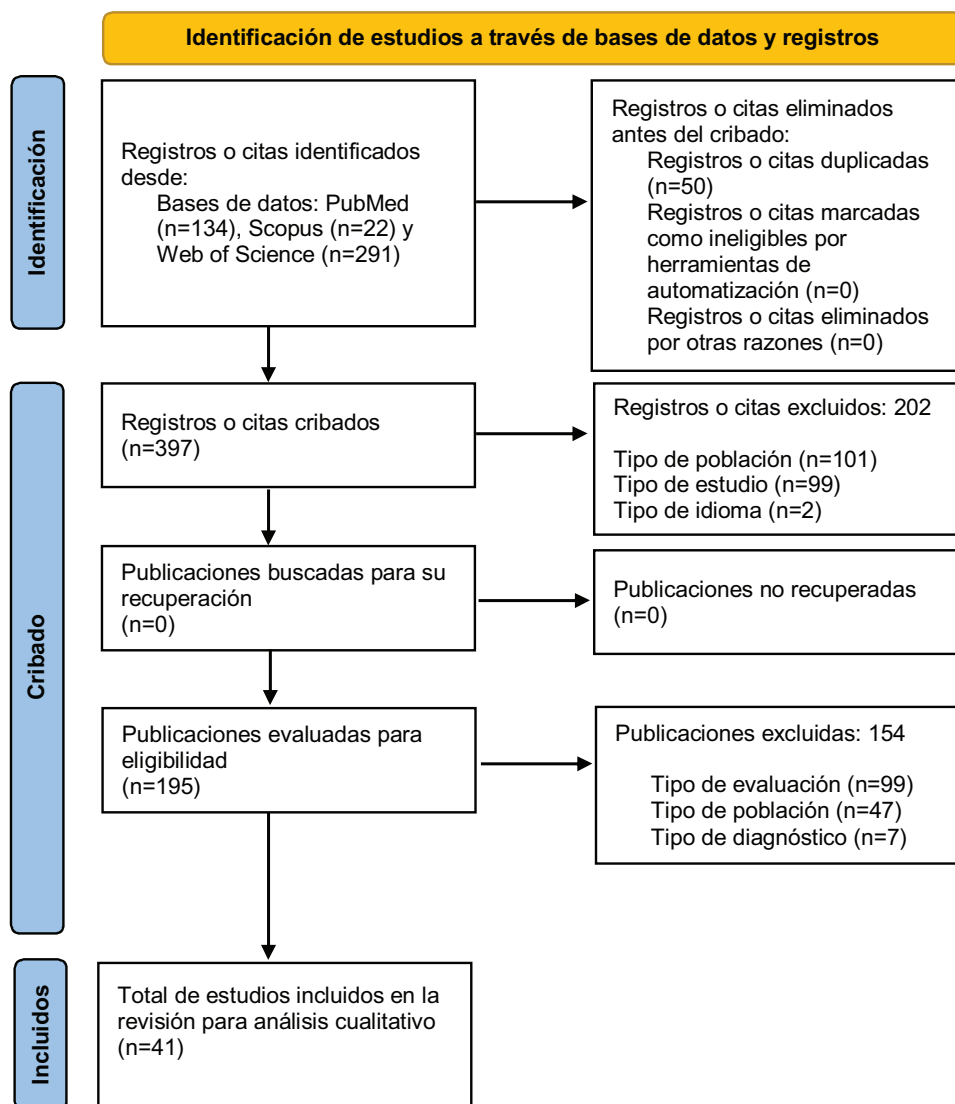 Identificación de estudios a través de bases de datos y registros
Identificación
Registros o citas identificados
desde:
Bases de datos: PubMed
(n=134), Scopus (n=22) y
Web of Science (n=291)
Registros o citas eliminados
antes del cribado:
Registros o citas duplicadas
(n=50)
Registros o citas marcadas
como ineligibles por
herramientas de
automatización (n=0)
Registros o citas eliminados
por otras razones (n=0)
Cribado
Registros o citas cribados
(n=397)
Registros o citas excluidos: 202
Tipo de población (n=101)
Tipo de estudio (n=99)
Tipo de idioma (n=2)
Publicaciones buscadas para su
recuperación
(n=0)
Publicaciones no recuperadas
(n=0)
Publicaciones evaluadas para
eligibilidad
(n=195)
Publicaciones excluidas: 154
Tipo de evaluación (n=99)
Tipo de población (n=47)
Tipo de diagnóstico (n=7)
Incluidos
Total de estudios incluidos en la
revisión para análisis cualitativo
(n=41)